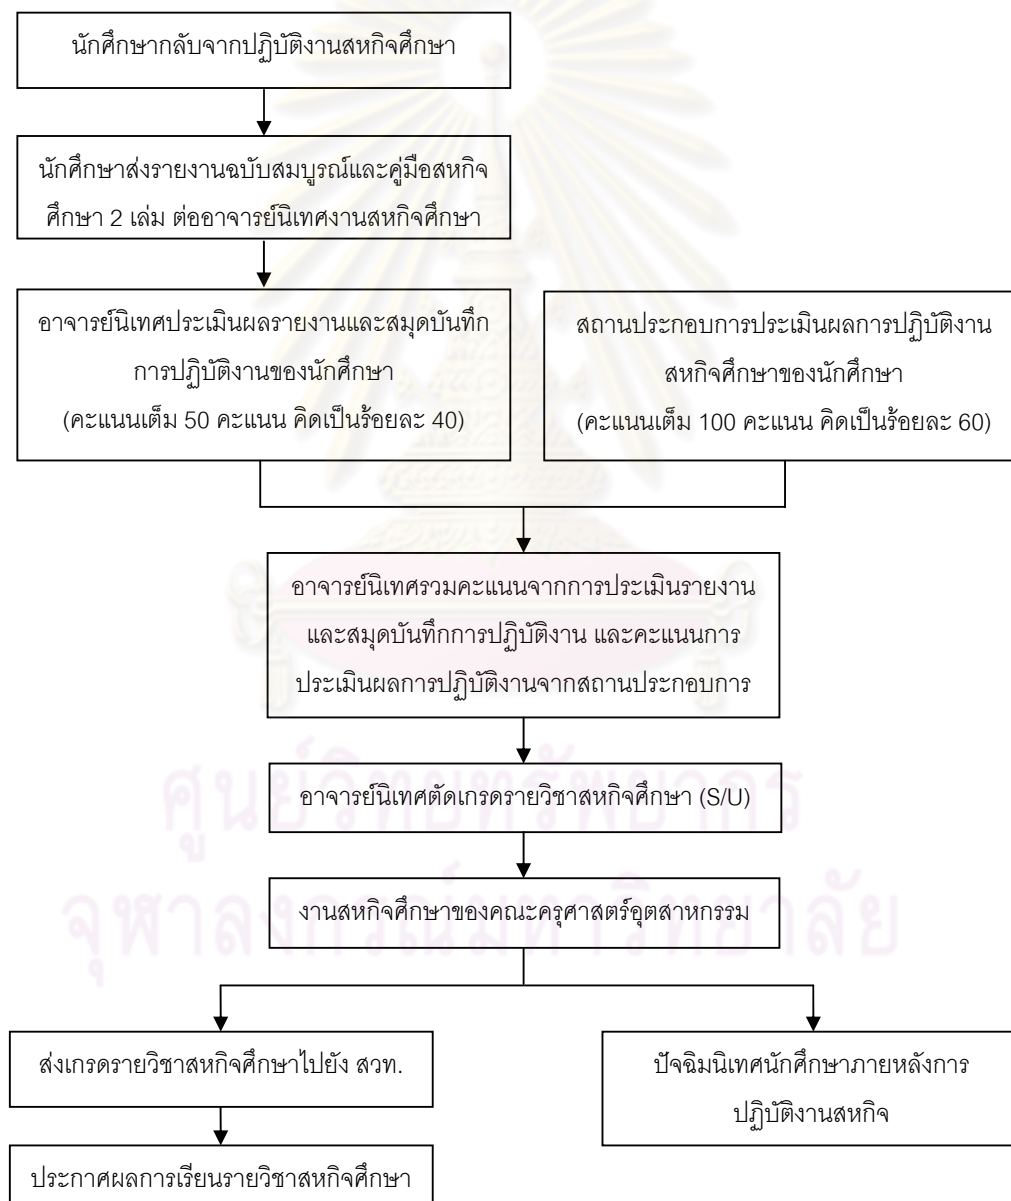 นักศึกษากลับจากปฏิบัติงานสหกิจศึกษา
นักศึกษาส่งรายงานฉบับสมบูรณ์และคู่มือสหกิจ
ศึกษา 2 เล่ม ต่ออาจารย์นิเทศงานสหกิจศึกษา
อาจารย์นิเทศประเมินผลรายงานและสมุดบันทึก
การปฏิบัติงานของนักศึกษา
(คะแนนเต็ม 50 คะแนน คิดเป็นร้อยละ 40)
สถานประกอบการประเมินผลการปฏิบัติงาน
สหกิจศึกษาของนักศึกษา
(คะแนนเต็ม 100 คะแนน คิดเป็นร้อยละ 60)
อาจารย์นิเทศรวมคะแนนจากการประเมินรายงาน
และสมุดบันทึกการปฏิบัติงาน และคะแนนการ
ประเมินผลการปฏิบัติงานจากสถานประกอบการ
ศูนย์วิทยทรัพยากร
อาจารย์นิเทศตัดเกรดรายวิชาสหกิจศึกษา (S/U)
จุฬาลงกรณ์มหาวิทยาลัย
งานสหกิจศึกษาของคณะครุศาสตร์อุตสาหกรรม
ส่งเกรดรายวิชาสหกิจศึกษาไปยัง สวท.
ปัจฉิมนิเทศนักศึกษาภายหลังการ
ปฏิบัติงานสหกิจ
ประกาศผลการเรียนรายวิชาสหกิจศึกษา